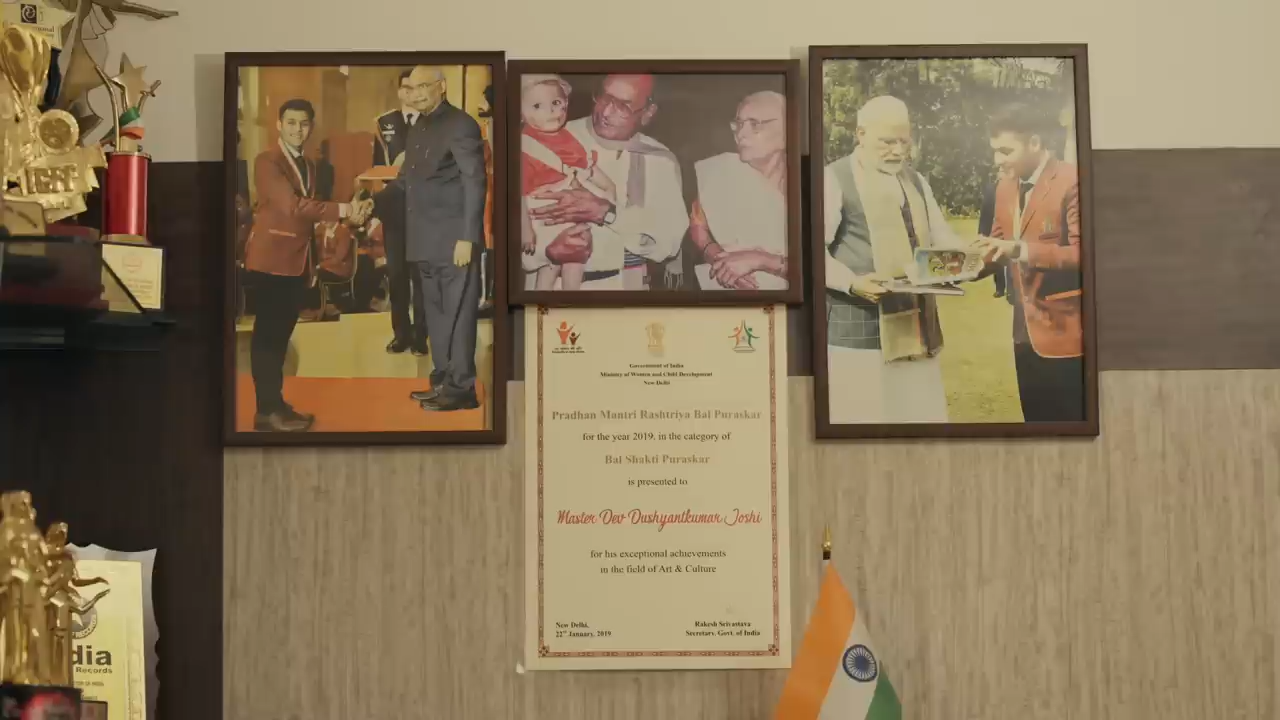 Government of India
Ministry of Women and Child Development
New Delhi
Pradhan Mantri Rashtriya Bal Puraskar
for the year 2019, in the category of
Bal Shakti Puraskar
is presented to
Master Dev Dushyantkumar Joshi
for his exceptional achievements
in the field of Art & Culture
New Delhi,
22nd January, 2019
Rakesh Srivastava
Secretary, Govt. of India
dia
Records